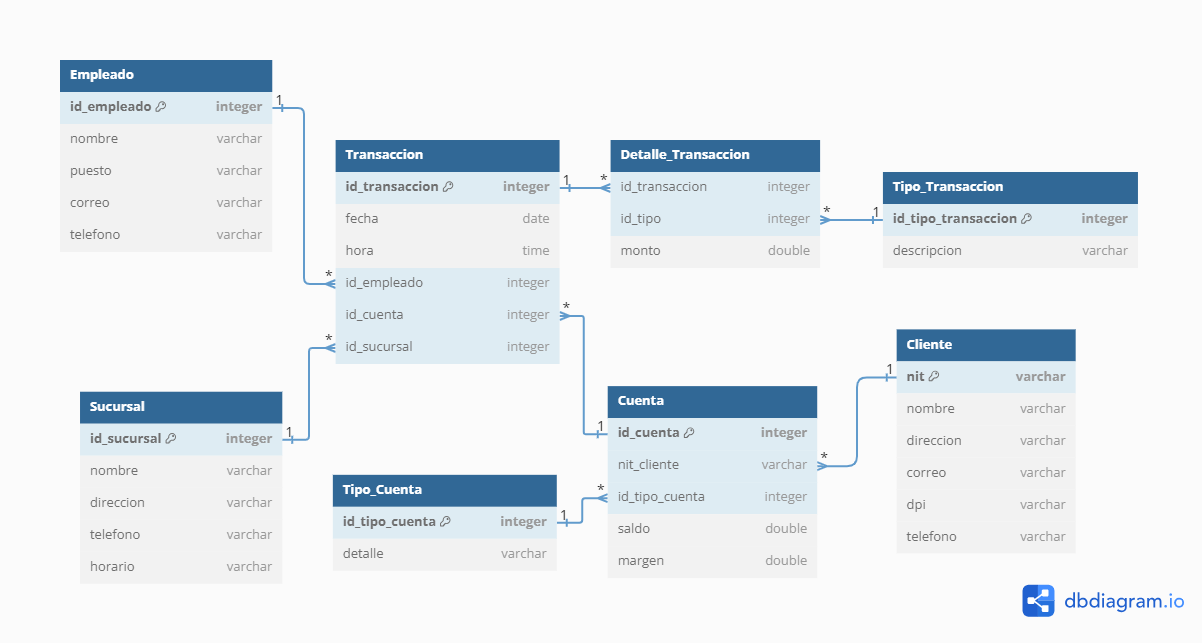 Empleado
id_empleado integer
nombre varchar
puesto varchar
correo varchar
telefono varchar
1
*
Transaccion
id_transaccion integer
fecha date
hora time
id_empleado integer
id_cuenta integer
id_sucursal integer
1
*
Detalle_Transaccion
id_transaccion integer
id_tipo integer
monto double
*
1
Tipo_Transaccion
id_tipo_transaccion integer
descripcion varchar
*
1
*
1
Sucursal
id_sucursal integer
nombre varchar
direccion varchar
telefono varchar
horario varchar
Tipo_Cuenta
id_tipo_cuenta integer
detalle varchar
1
*
Cuenta
id_cuenta integer
nit_cliente varchar
id_tipo_cuenta integer
saldo double
margen double
*
1
Cliente
nit varchar
nombre varchar
direccion varchar
correo varchar
dpi varchar
telefono varchar
dbdiagram.io